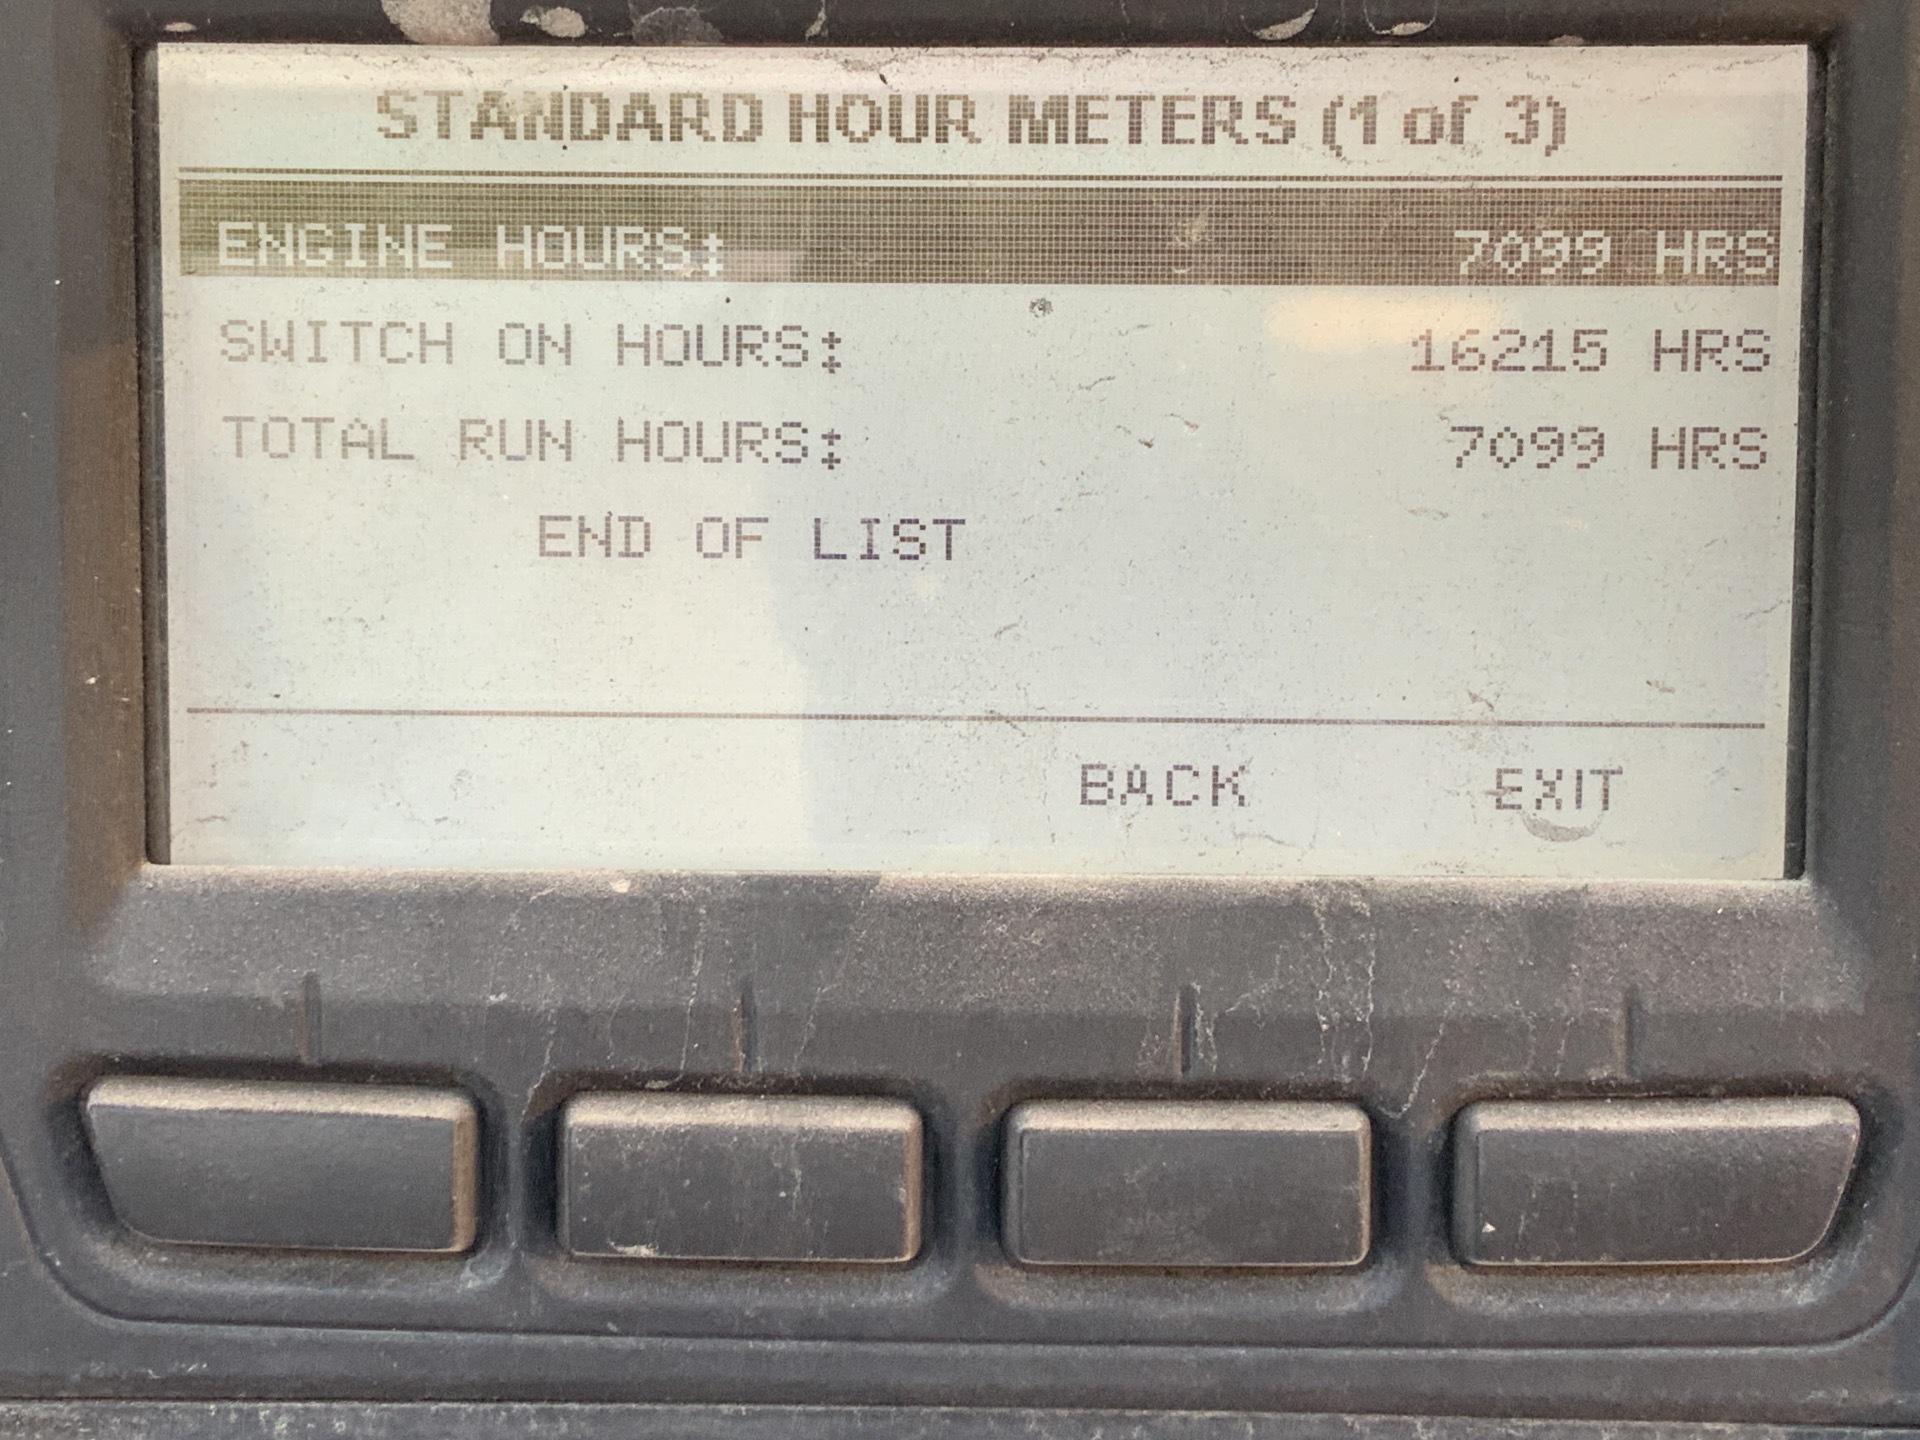 STANDARD HOUR METERS (1 of 3)
ENGINE HOURS: 7099 HRS
SWITCH ON HOURS: 16215 HRS
TOTAL RUN HOURS: 7099 HRS
END OF LIST
BACK EXIT